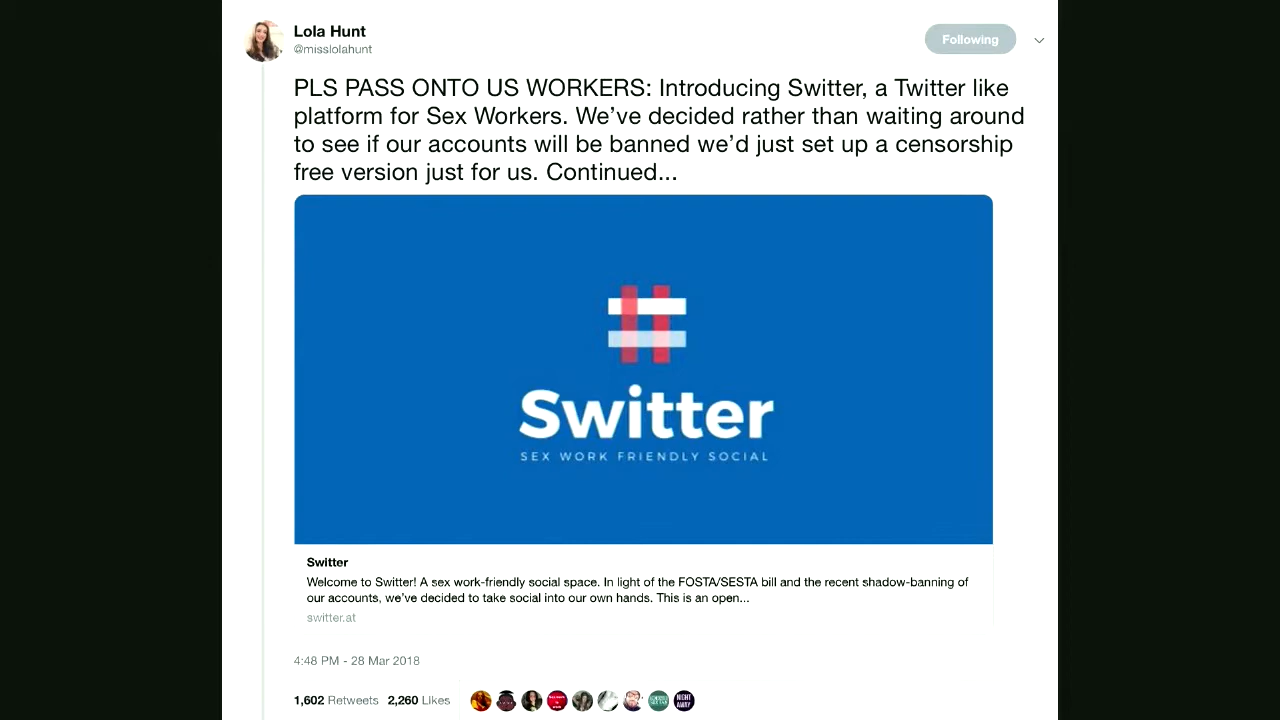 Lola Hunt
@misslolahunt
Following
PLS PASS ONTO US WORKERS: Introducing Switter, a Twitter like
platform for Sex Workers. We’ve decided rather than waiting around
to see if our accounts will be banned we’d just set up a censorship
free version just for us. Continued...
Switter
SEX WORK FRIENDLY SOCIAL
Switter
Welcome to Switter! A sex work-friendly social space. In light of the FOSTA/SESTA bill and the recent shadow-banning of
our accounts, we’ve decided to take social into our own hands. This is an open...
switter.at
4:48 PM - 28 Mar 2018
1,602 Retweets 2,260 Likes
NIGHT
AWAY